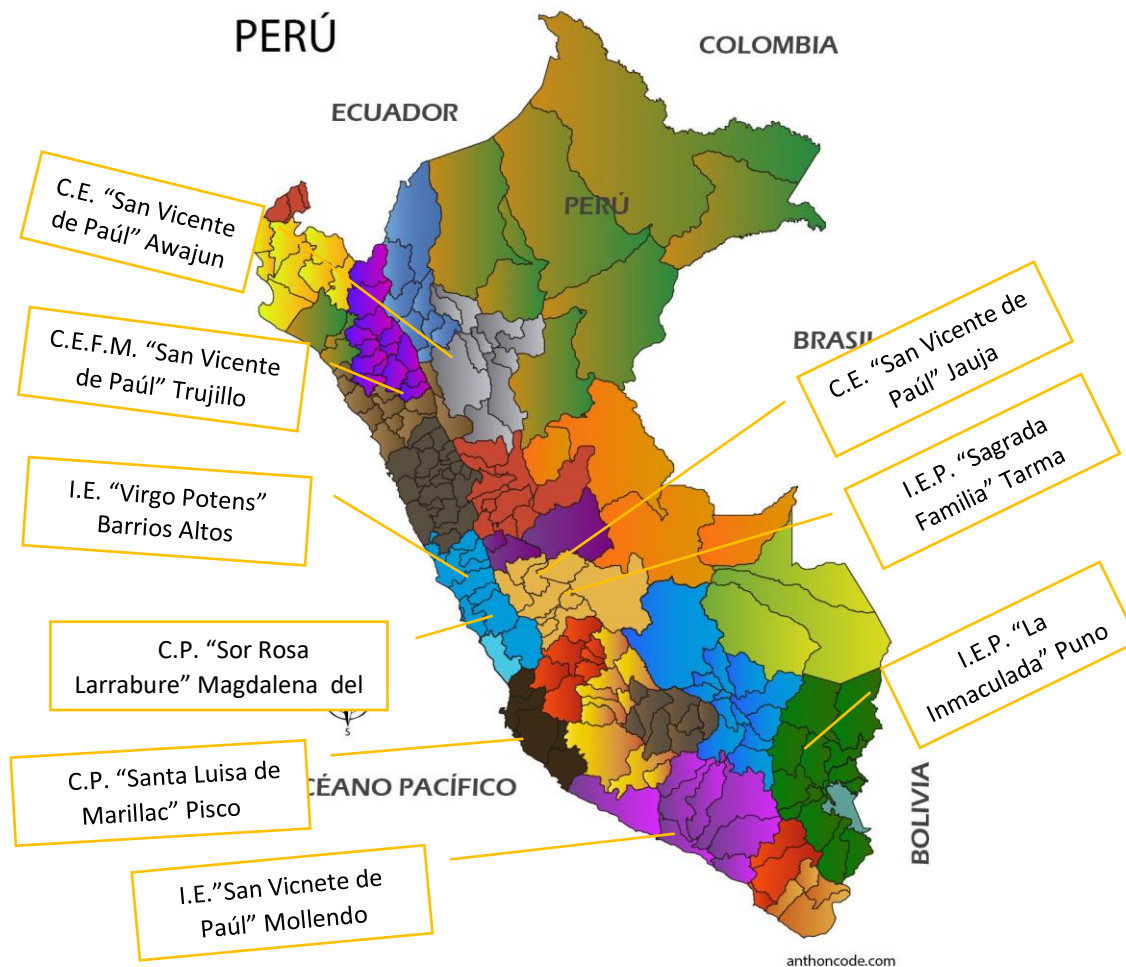 PERÚ
COLOMBIA
ECUADOR
C.E. “San Vicente
de Paúl” Awajun
PERÚ
C.E.F.M. “San Vicente
de Paúl” Trujillo
BRASIL
C.E. “San Vicente de
Paúl” Jauja
I.E.P. “Sagrada
Familia” Tarma
I.E. “Virgo Potens”
Barrios Altos
I.E.P. “La
Inmaculada” Puno
C.P. “Sor Rosa
Larrabure” Magdalena del
S
C.P. “Santa Luisa de
Marillac” Pisco
CÉANO PACÍFICO
BOLIVIA
I.E.”San Vicnete de
Paúl” Mollendo
anthoncode.com